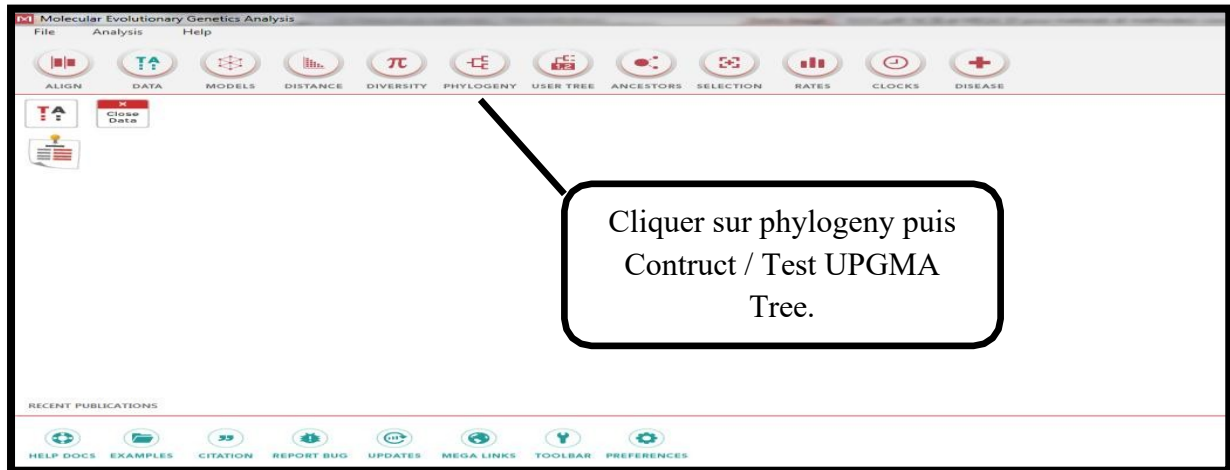 Molecular Evolutionary Genetics Analysis
File Analysis Help
ALIGN DATA MODELS DISTANCE DIVERSITY PHYLOGENY USER TREE ANCESTORS SELECTION RATES CLOCKS DISEASE
TA
Close
Data
Cliquer sur phylogeny puis
Contruct / Test UPGMA
Tree.
RECENT PUBLICATIONS
HELP DOCS EXAMPLES CITATION REPORT BUG UPDATES MEGA LINKS TOOLBAR PREFERENCES